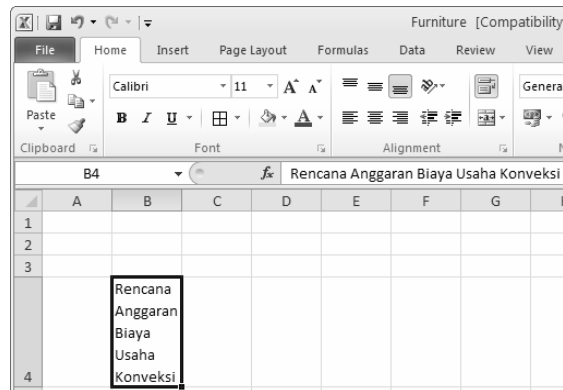 Furniture [Compatibility
File Home Insert Page Layout Formulas Data Review View
Calibri 11 A A Genera
Paste B I U A
Clipboard Font Alignment
B4 fx Rencana Anggaran Biaya Usaha Konveksi
A B C D E F G
1
2
3
Rencana
Anggaran
Biaya
Usaha
4 Konveksi